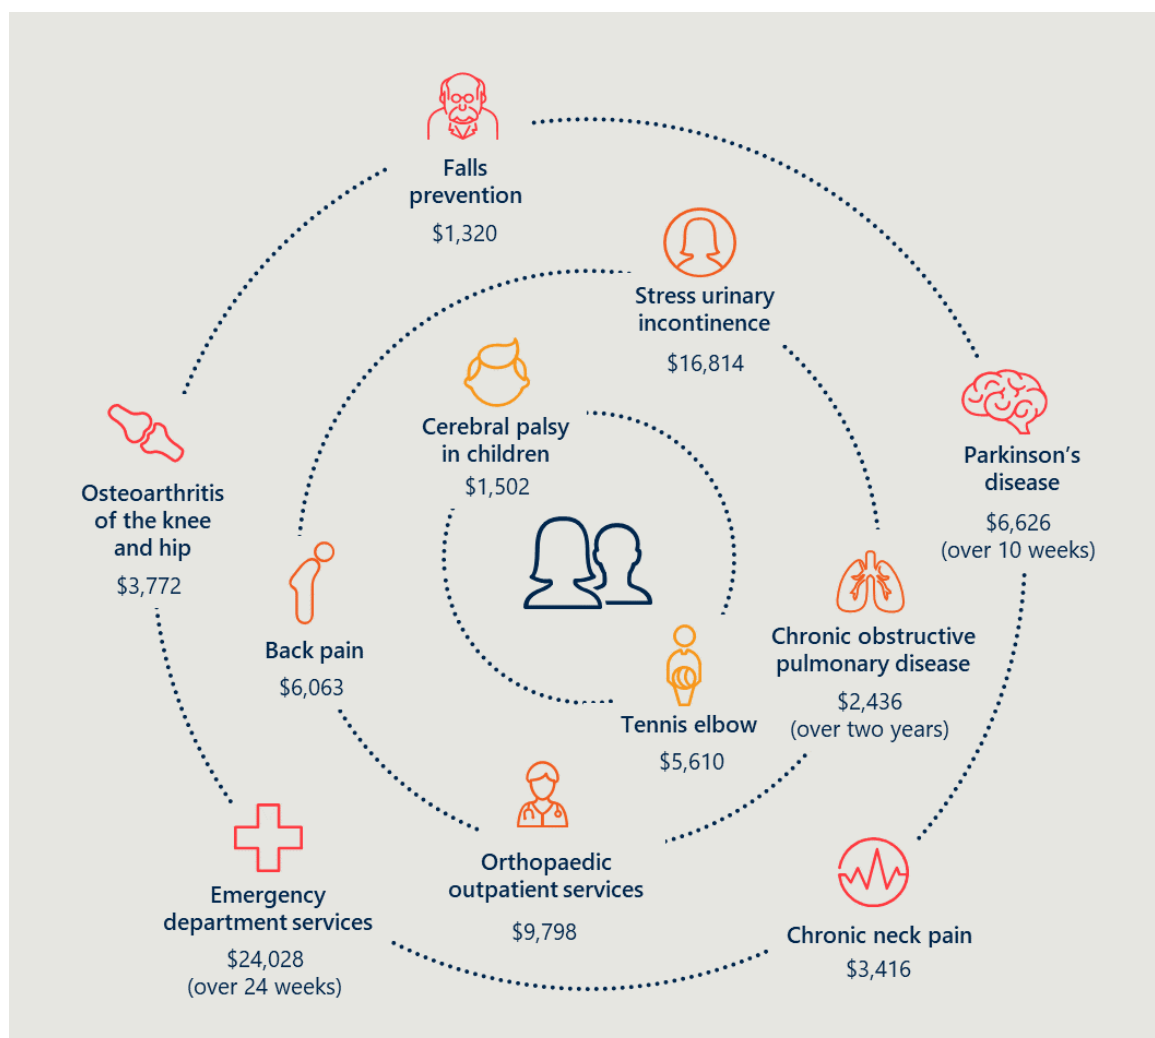 Falls
prevention
$1,320
Stress urinary
incontinence
$16,814
Cerebral palsy
in children
$1,502
Parkinson's
disease
$6,626
(over 10 weeks)
Osteoarthritis
of the knee
and hip
$3,772
Back pain
$6,063
Chronic obstructive
pulmonary disease
$2,436
(over two years)
Tennis elbow
$5,610
Orthopaedic
outpatient services
$9,798
Emergency
department services
$24,028
(over 24 weeks)
Chronic neck pain
$3,416